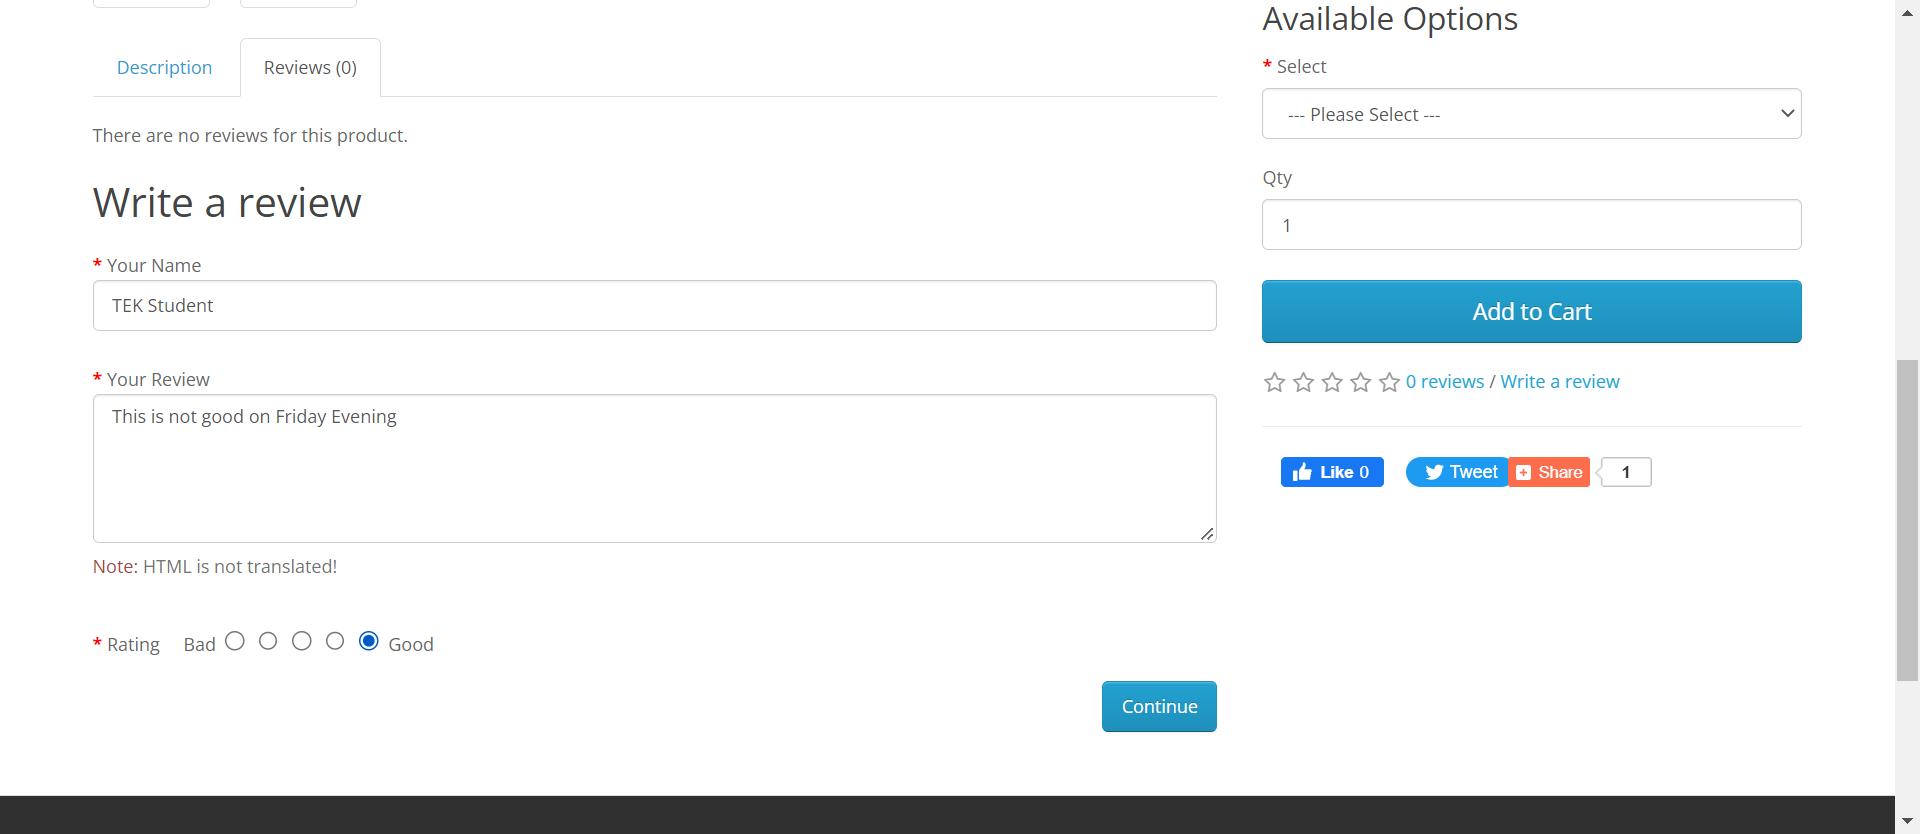 Description
Reviews (0)
There are no reviews for this product.
Write a review
* Your Name
TEK Student
* Your Review
This is not good on Friday Evening
Note: HTML is not translated!
* Rating Bad Good
Continue
Available Options
* Select
--- Please Select ---
Qty
1
Add to Cart
0 reviews / Write a review
Like 0
Tweet
Share
1